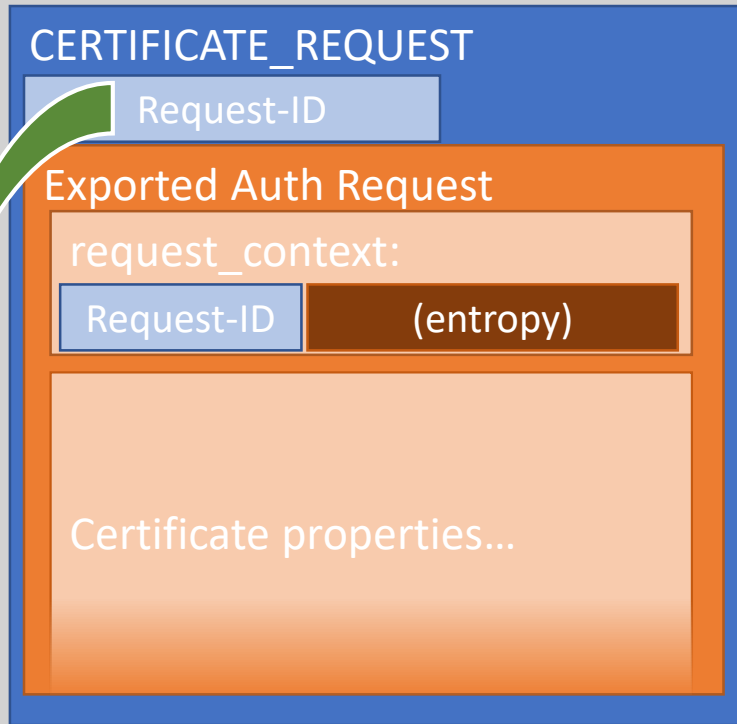 CERTIFICATE_REQUEST
Request-ID
Exported Auth Request
request_context:
Request-ID (entropy)
Certificate properties…